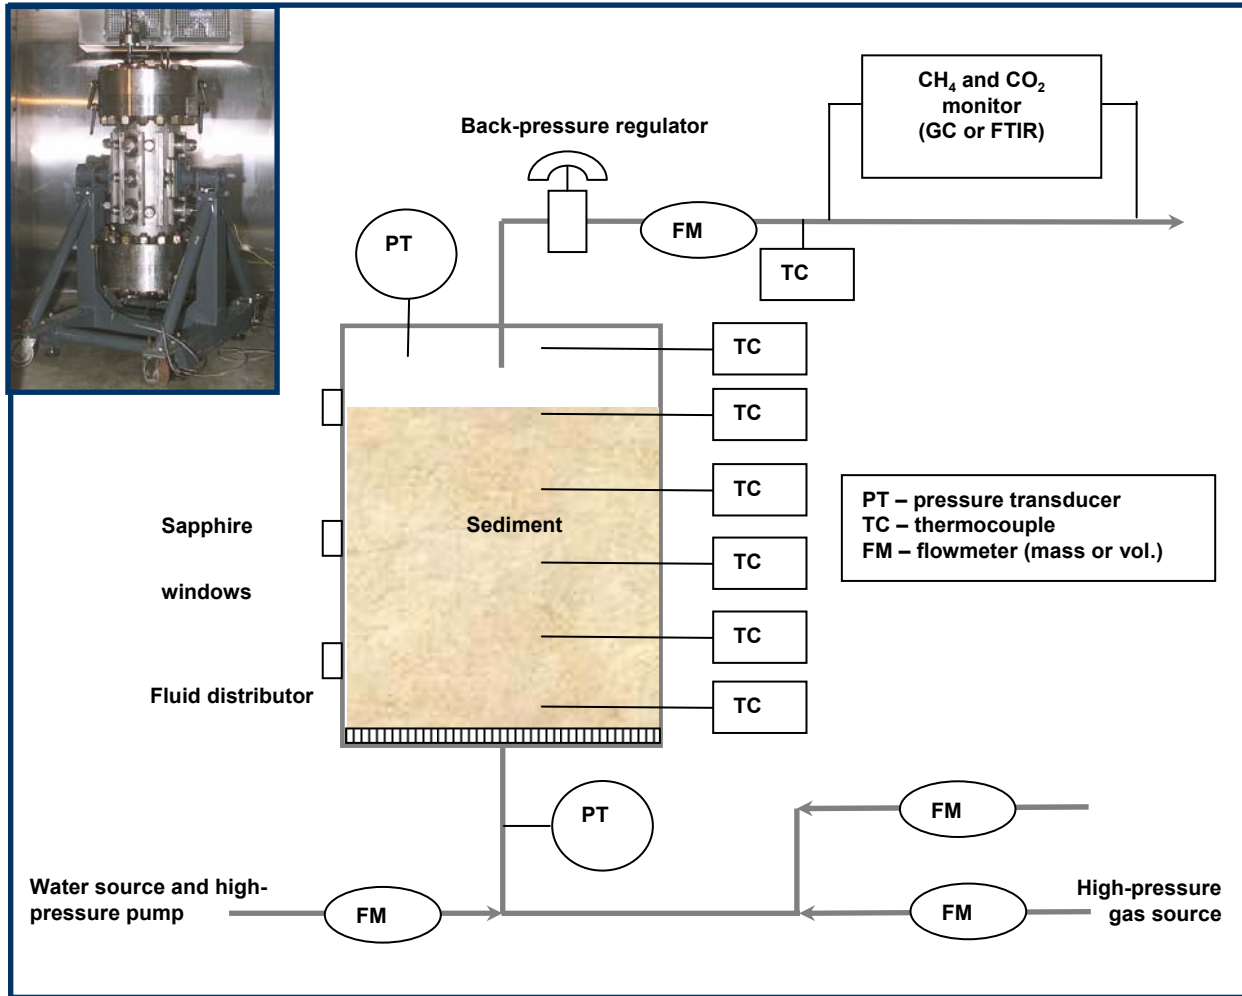 CH4 and CO2
monitor
(GC or FTIR)
Back-pressure regulator
PT
FM
TC
TC
TC
TC
TC
TC
TC
PT – pressure transducer
TC – thermocouple
FM – flowmeter (mass or vol.)
Sapphire
windows
Sediment
Fluid distributor
PT
FM
Water source and high-
pressure pump
FM
FM
High-pressure
gas source